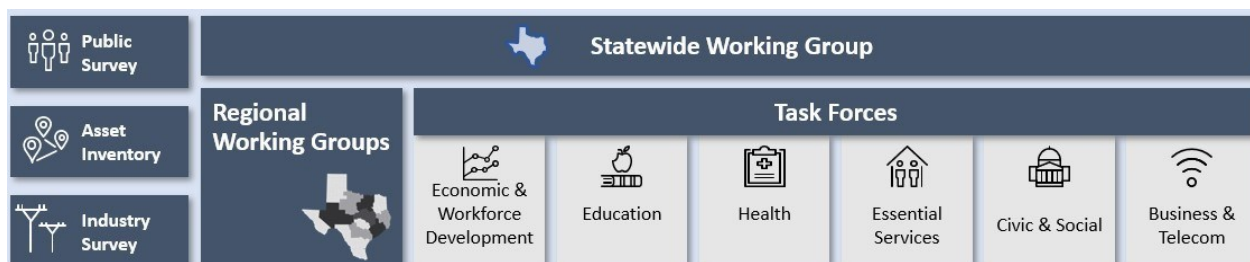 Public
Survey
Asset
Inventory
Industry
Survey
Statewide Working Group
Regional
Working Groups
Task Forces
Economic &
Workforce
Development
Education
Health
Essential
Services
Civic & Social
Business &
Telecom